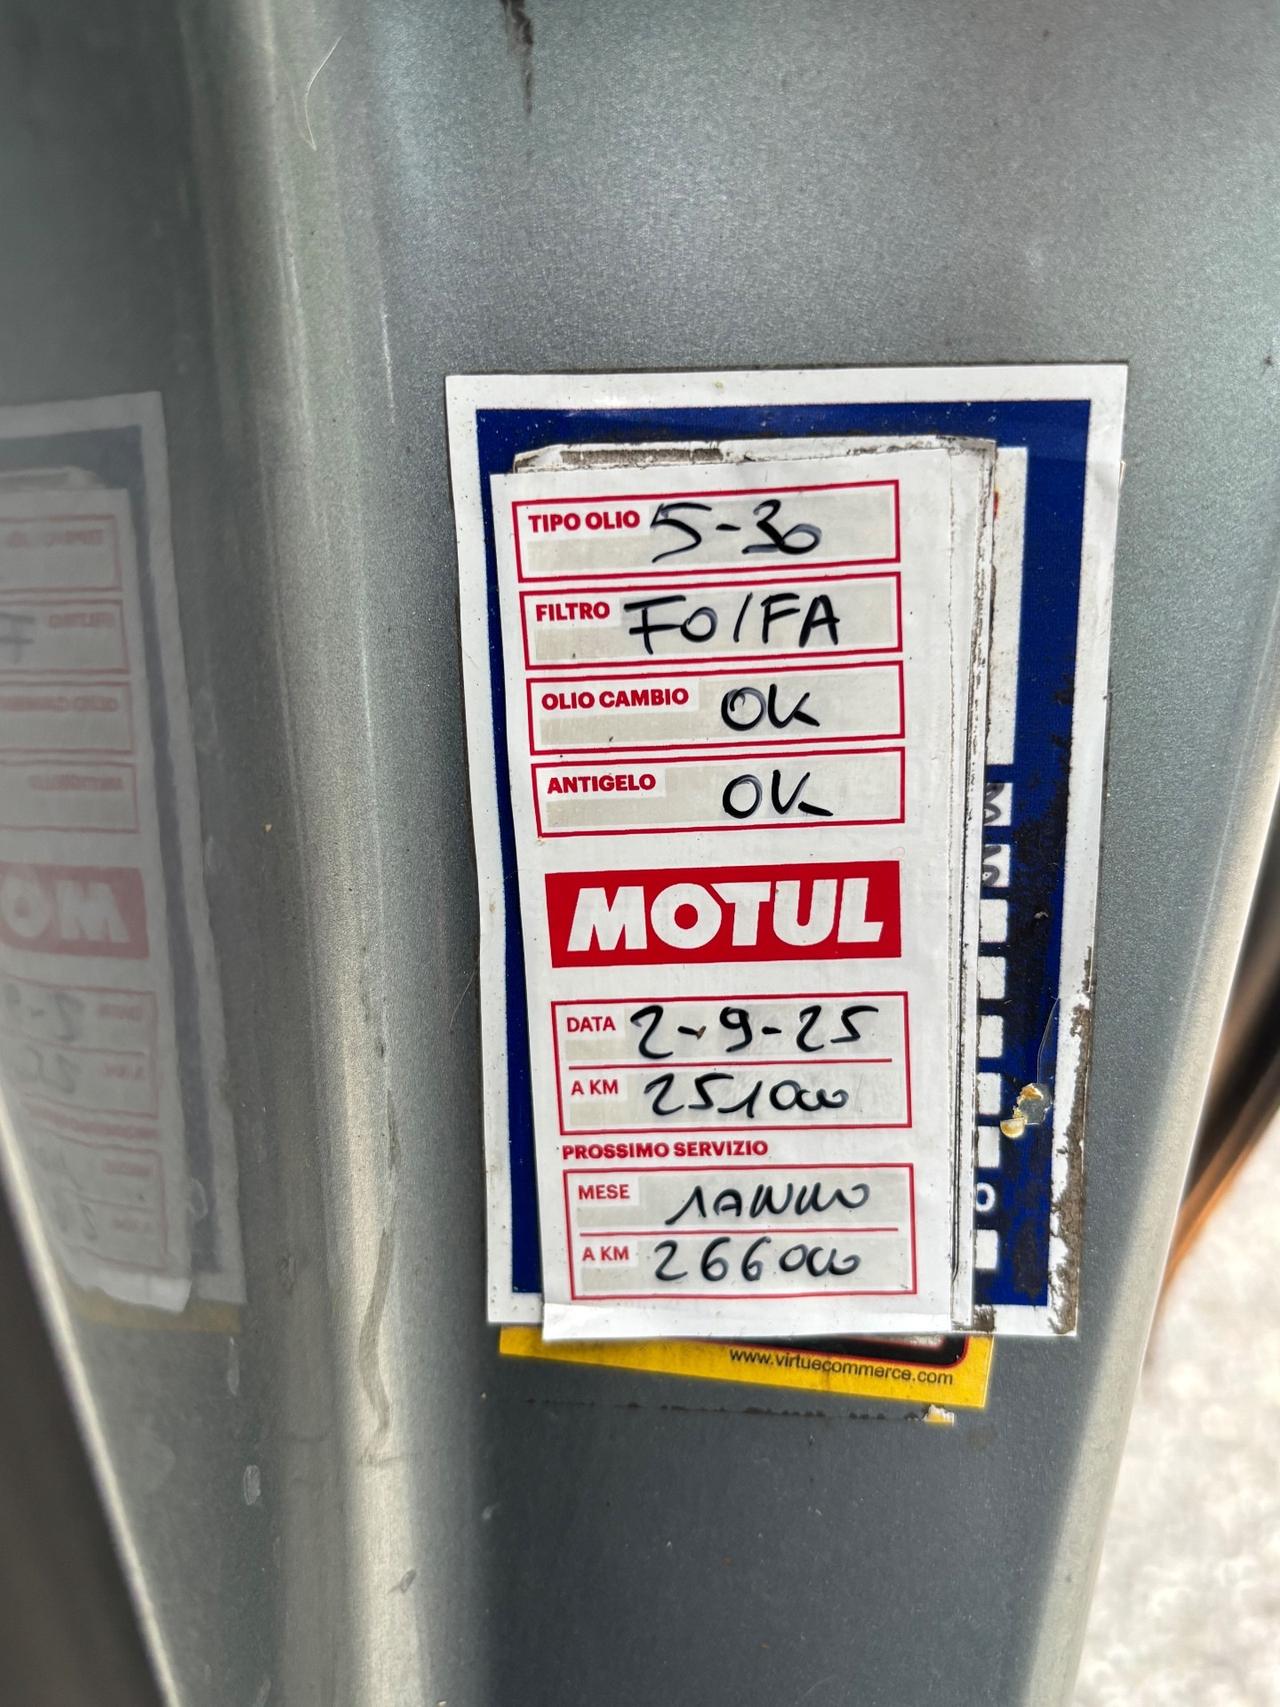 TIPO OLIO 5-30
FILTRO FO/FA
OLIO CAMBIO OK
ANTIGELO OK
MOTUL
DATA 2-9-25
A KM 251000
PROSSIMO SERVIZIO
MESE 1ANNO
A KM 266000
www.virtuecommerce.com